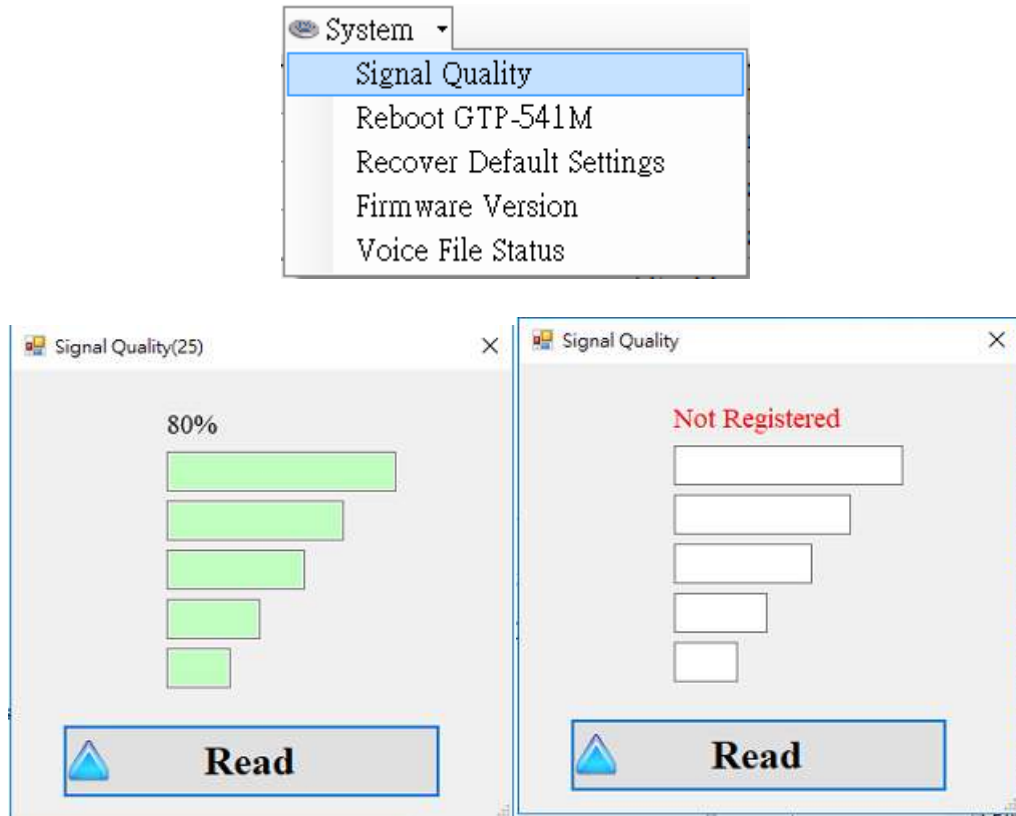 System
Signal Quality
Reboot GTP-541M
Recover Default Settings
Firmware Version
Voice File Status
Signal Quality(25)
80%
Read
Signal Quality
Not Registered
Read